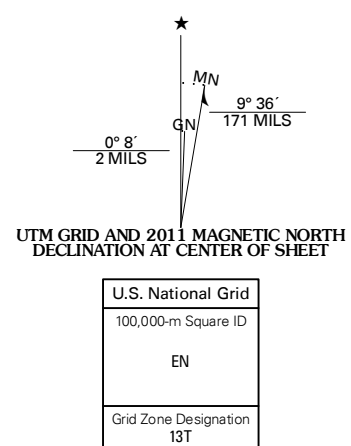 ★
MN
GN
9° 36´
171 MILS
0° 8´
2 MILS
UTM GRID AND 2011 MAGNETIC NORTH
DECLINATION AT CENTER OF SHEET
U.S. National Grid
100,000-m Square ID
EN
Grid Zone Designation
13T